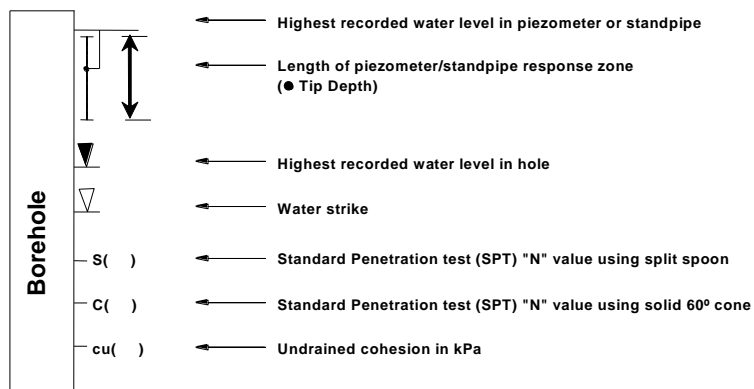 Highest recorded water level in piezometer or standpipe
Length of piezometer/standpipe response zone
(● Tip Depth)
Highest recorded water level in hole
Water strike
Borehole
S( ) Standard Penetration test (SPT) "N" value using split spoon
C( ) Standard Penetration test (SPT) "N" value using solid 60º cone
cu( ) Undrained cohesion in kPa